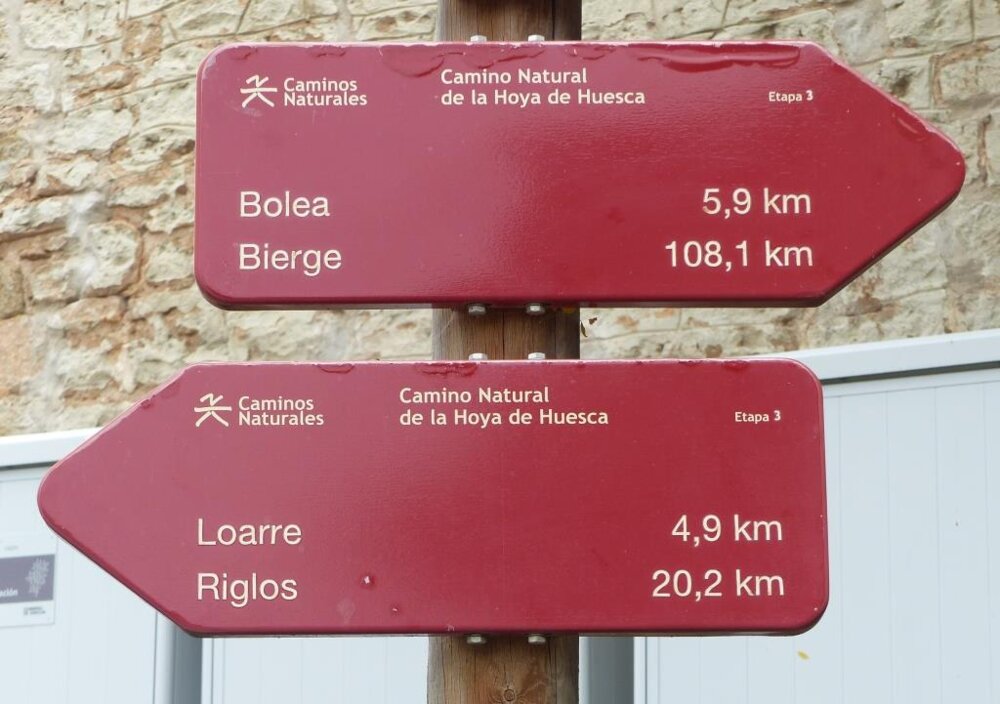 Caminos
Naturales
Camino Natural
de la Hoya de Huesca
Etapa 3
Bolea 5,9 km
Bierge 108,1 km
Caminos
Naturales
Camino Natural
de la Hoya de Huesca
Etapa 3
Loarre 4,9 km
Riglos 20,2 km